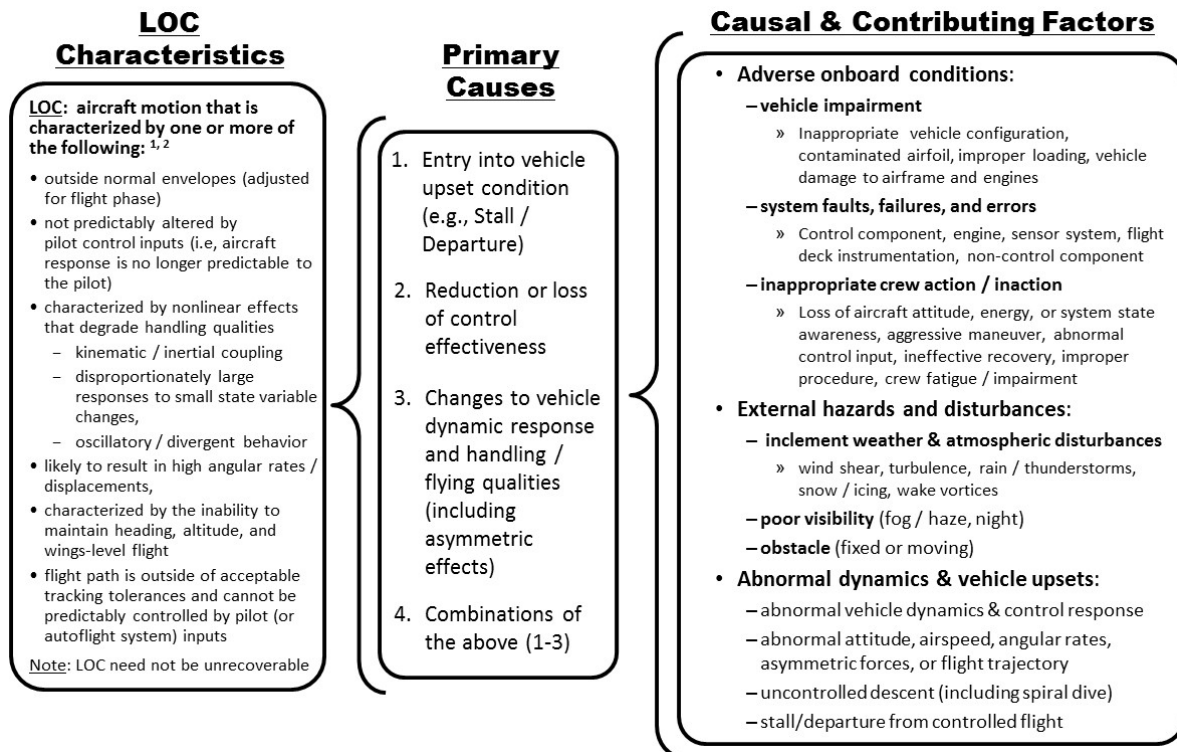 LOC
Characteristics
LOC: aircraft motion that is
characterized by one or more of
the following: 1, 2
• outside normal envelopes (adjusted
for flight phase)
• not predictably altered by
pilot control inputs (i.e, aircraft
response is no longer predictable to
the pilot)
• characterized by nonlinear effects
that degrade handling qualities
– kinematic / inertial coupling
– disproportionately large
responses to small state variable
changes,
– oscillatory / divergent behavior
• likely to result in high angular rates /
displacements,
• characterized by the inability to
maintain heading, altitude, and
wings-level flight
• flight path is outside of acceptable
tracking tolerances and cannot be
predictably controlled by pilot (or
autoflight system) inputs
Note: LOC need not be unrecoverable
Primary
Causes
1. Entry into vehicle
upset condition
(e.g., Stall /
Departure)
2. Reduction or loss
of control
effectiveness
3. Changes to vehicle
dynamic response
and handling /
flying qualities
(including
asymmetric
effects)
4. Combinations of
the above (1-3)
Causal & Contributing Factors
• Adverse onboard conditions:
– vehicle impairment
» Inappropriate vehicle configuration,
contaminated airfoil, improper loading, vehicle
damage to airframe and engines
– system faults, failures, and errors
» Control component, engine, sensor system, flight
deck instrumentation, non-control component
– inappropriate crew action / inaction
» Loss of aircraft attitude, energy, or system state
awareness, aggressive maneuver, abnormal
control input, ineffective recovery, improper
procedure, crew fatigue / impairment
• External hazards and disturbances:
– inclement weather & atmospheric disturbances
» wind shear, turbulence, rain / thunderstorms,
snow / icing, wake vortices
– poor visibility (fog / haze, night)
– obstacle (fixed or moving)
• Abnormal dynamics & vehicle upsets:
– abnormal vehicle dynamics & control response
– abnormal attitude, airspeed, angular rates,
asymmetric forces, or flight trajectory
– uncontrolled descent (including spiral dive)
– stall/departure from controlled flight